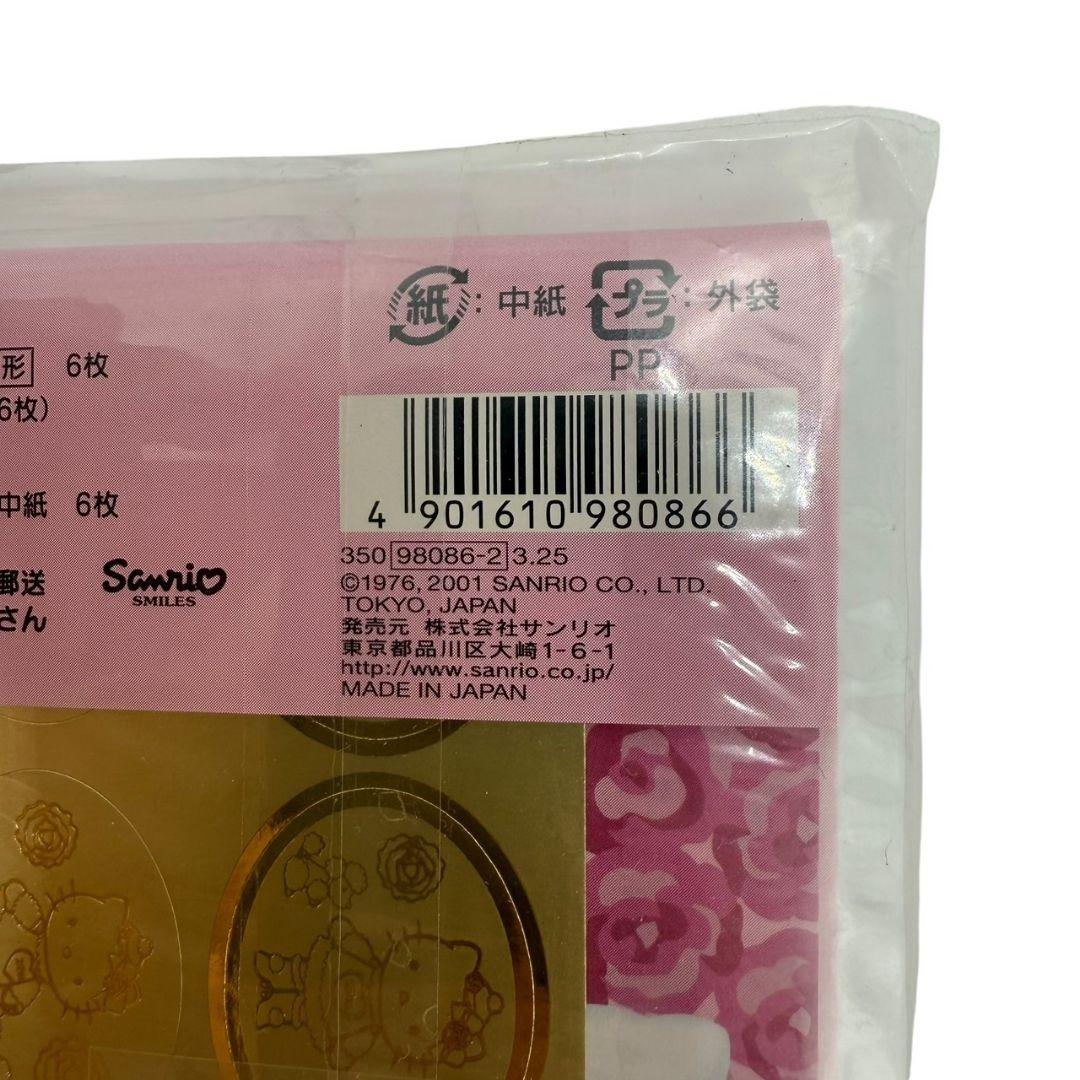 紙 : 中紙 プラ : 外袋
PP
形 6枚
6枚)
中紙 6枚
郵送
さん
Sanrio
SMILES
4 901610 980866
350 98086-2 3.25
©1976, 2001 SANRIO CO., LTD.
TOKYO, JAPAN
発売元 株式会社サンリオ
東京都品川区大崎1-6-1
http://www.sanrio.co.jp/
MADE IN JAPAN